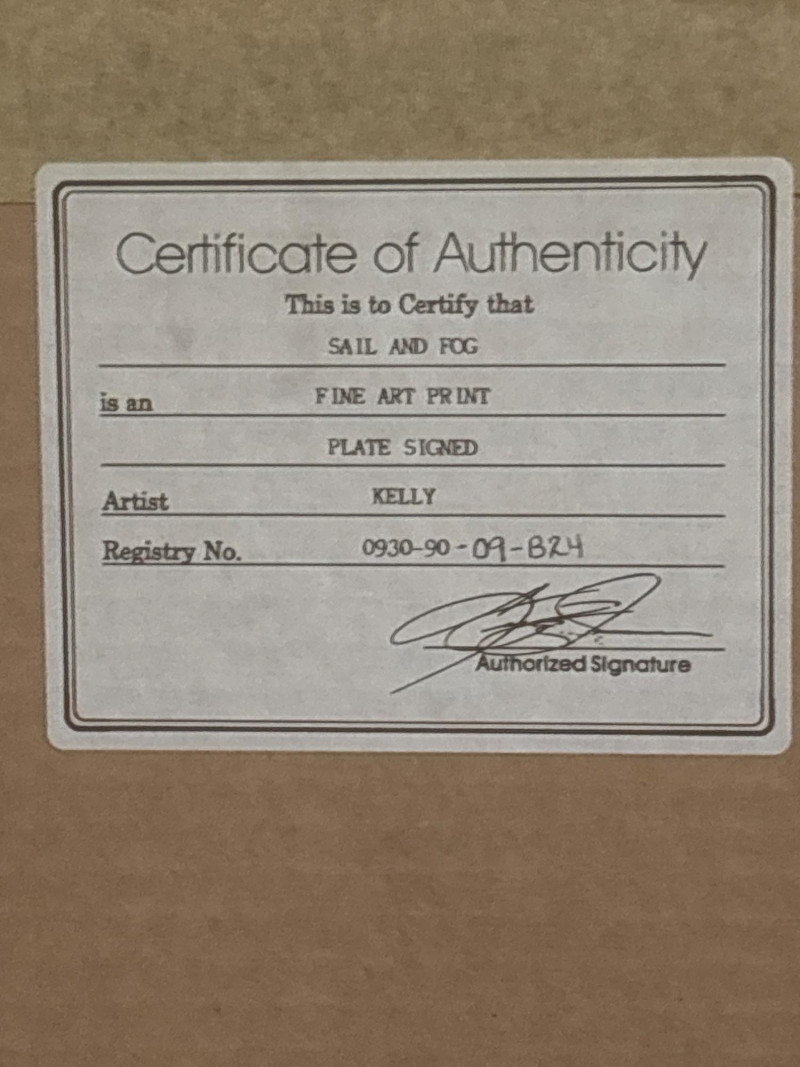 Certificate of Authenticity
This is to Certify that
SAIL AND FOG
is an FINE ART PRINT
PLATE SIGNED
Artist KELLY
Registry No. 0930-90-09-B24
Authorized Signature